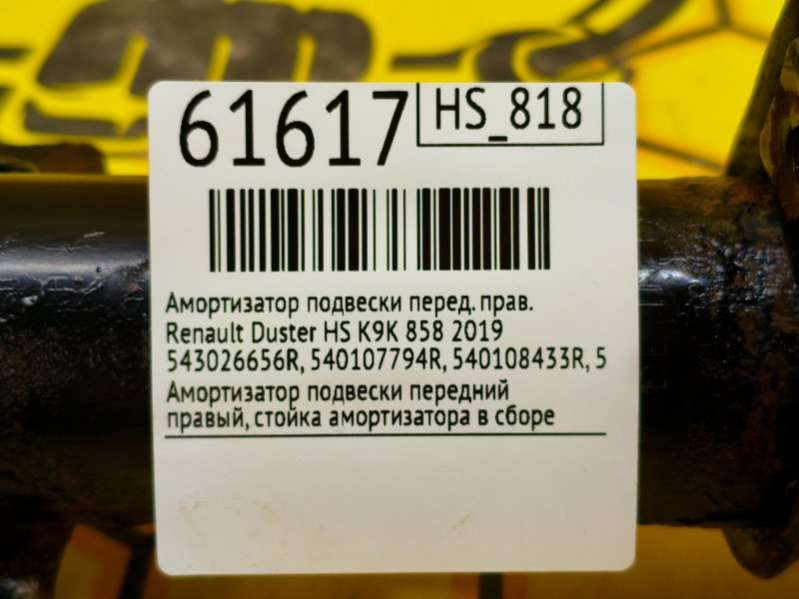 61617 HS_818
Амортизатор подвески перед. прав.
Renault Duster HS K9K 858 2019
543026656R, 540107794R, 540108433R, 5
Амортизатор подвески передний
правый, стойка амортизатора в сборе